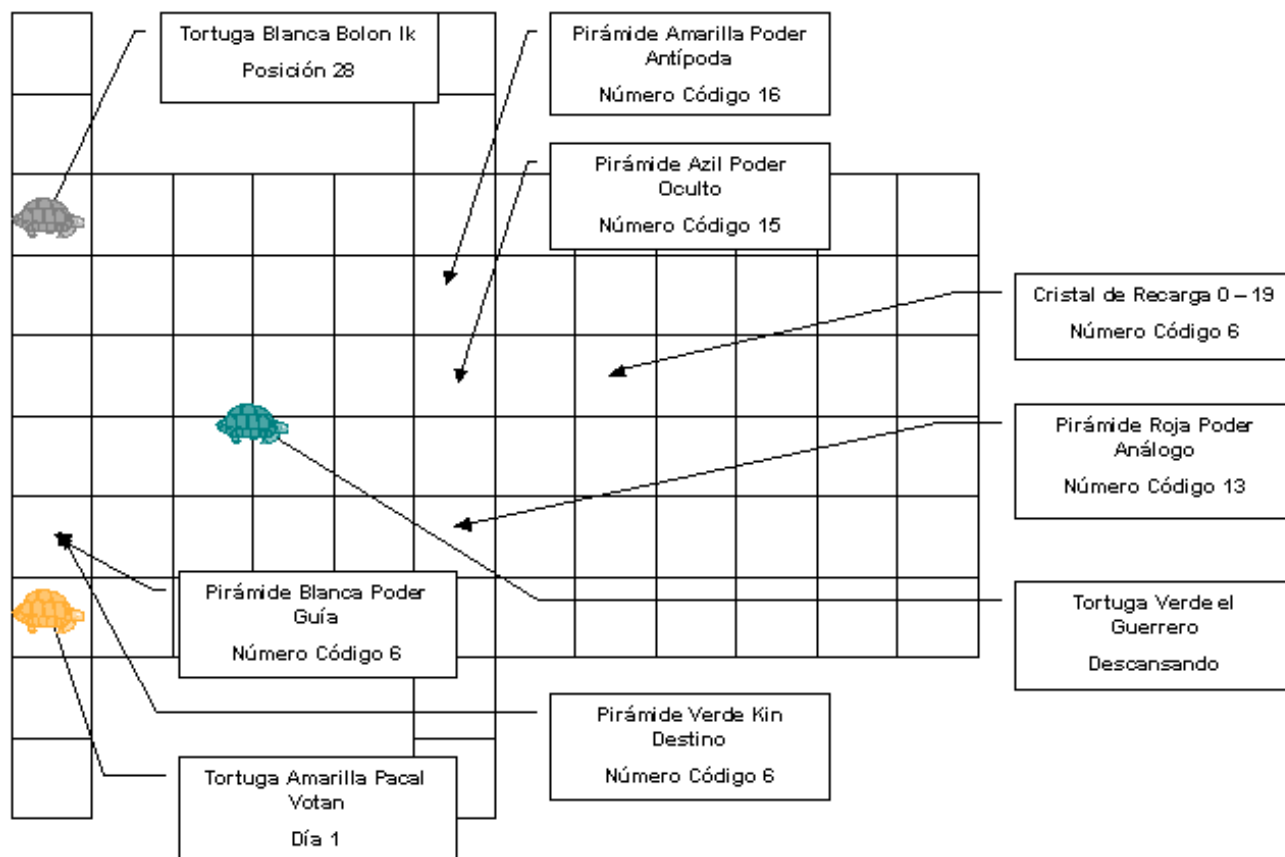 Tortuga Blanca Bolon Ik
Posición 28
Pirámide Amarilla Poder
Antípoda
Número Código 16
Pirámide Azil Poder
Oculto
Número Código 15
Cristal de Recarga 0 – 19
Número Código 6
Pirámide Roja Poder
Análogo
Número Código 13
Pirámide Blanca Poder
Guía
Número Código 6
Tortuga Verde el
Guerrero
Descansando
Pirámide Verde Kin
Destino
Número Código 6
Tortuga Amarilla Pacal
Votan
Día 1